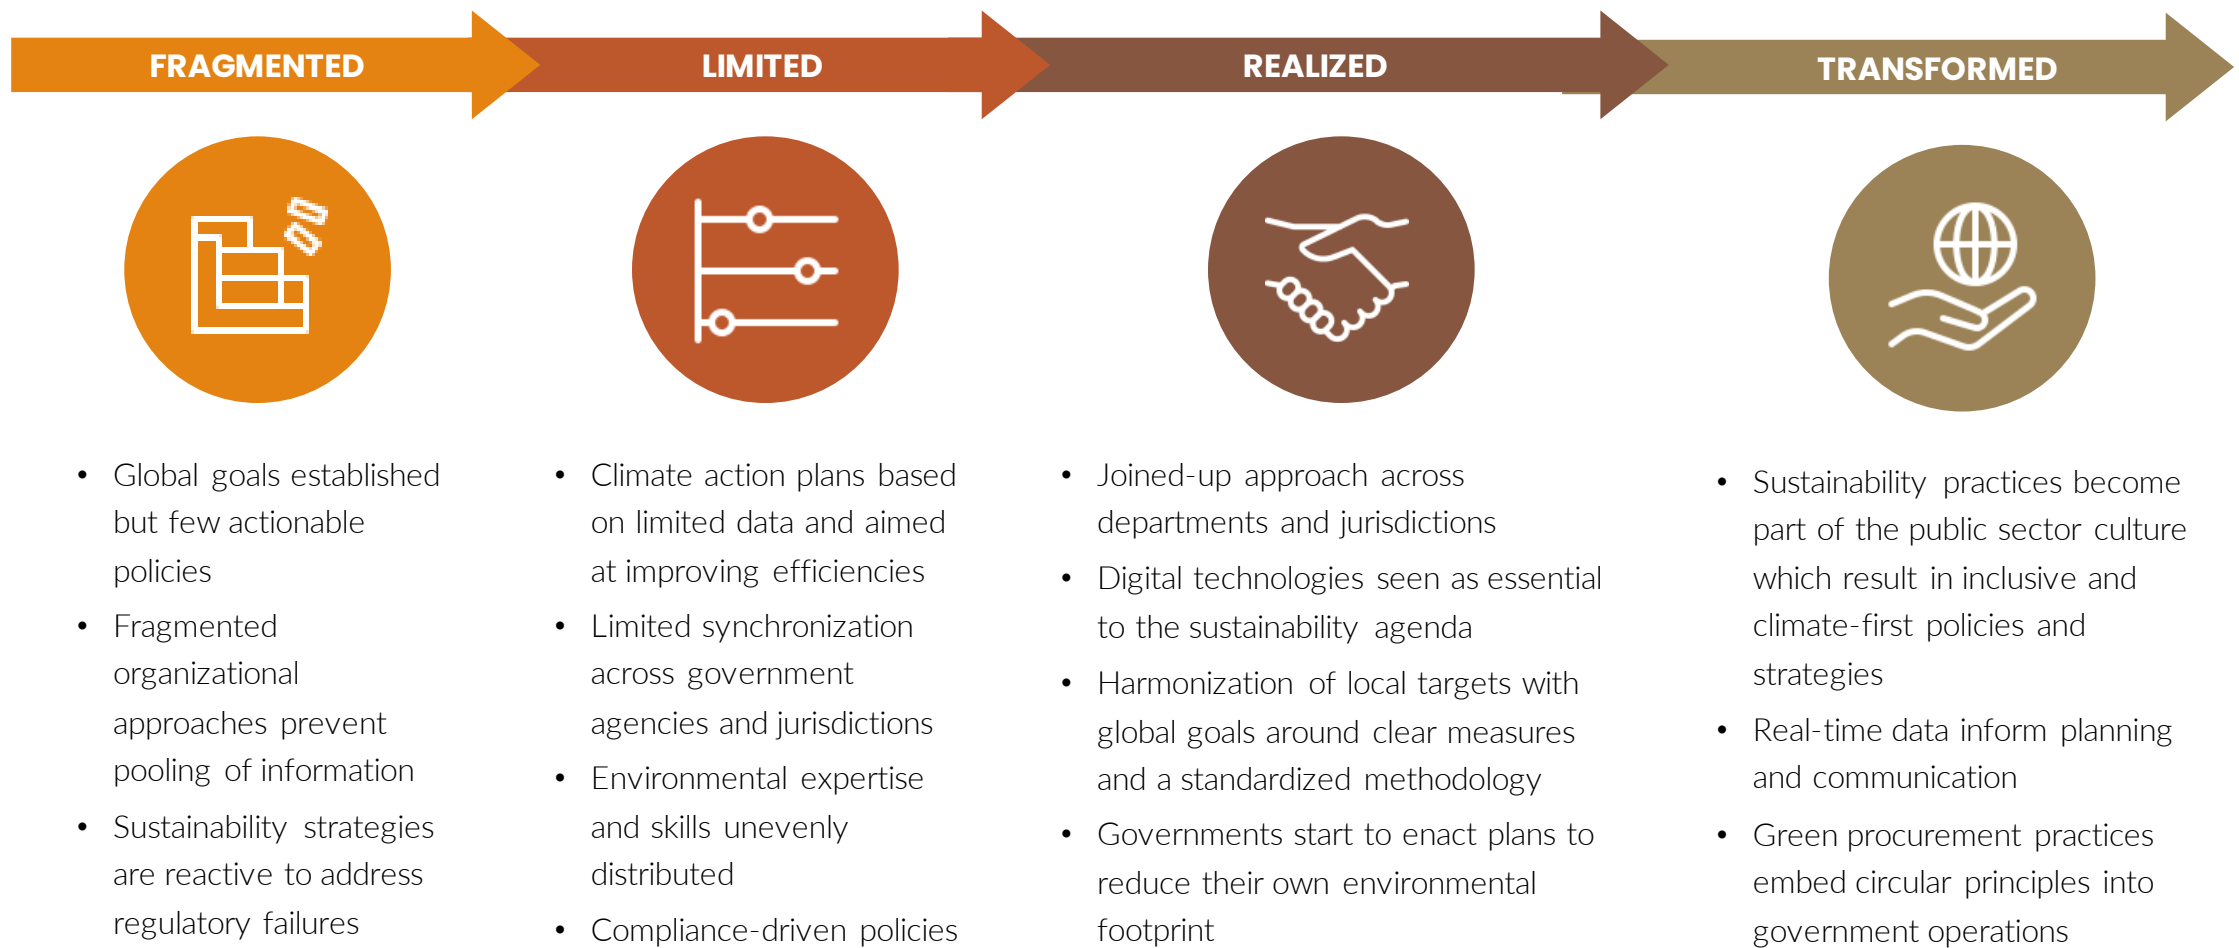 FRAGMENTED
LIMITED
REALIZED
TRANSFORMED
• Global goals established
but few actionable
policies
• Fragmented
organizational
approaches prevent
pooling of information
• Sustainability strategies
are reactive to address
regulatory failures
• Climate action plans based
on limited data and aimed
at improving efficiencies
• Limited synchronization
across government
agencies and jurisdictions
• Environmental expertise
and skills unevenly
distributed
• Compliance-driven policies
• Joined-up approach across
departments and jurisdictions
• Digital technologies seen as essential
to the sustainability agenda
• Harmonization of local targets with
global goals around clear measures
and a standardized methodology
• Governments start to enact plans to
reduce their own environmental
footprint
• Sustainability practices become
part of the public sector culture
which result in inclusive and
climate-first policies and
strategies
• Real-time data inform planning
and communication
• Green procurement practices
embed circular principles into
government operations